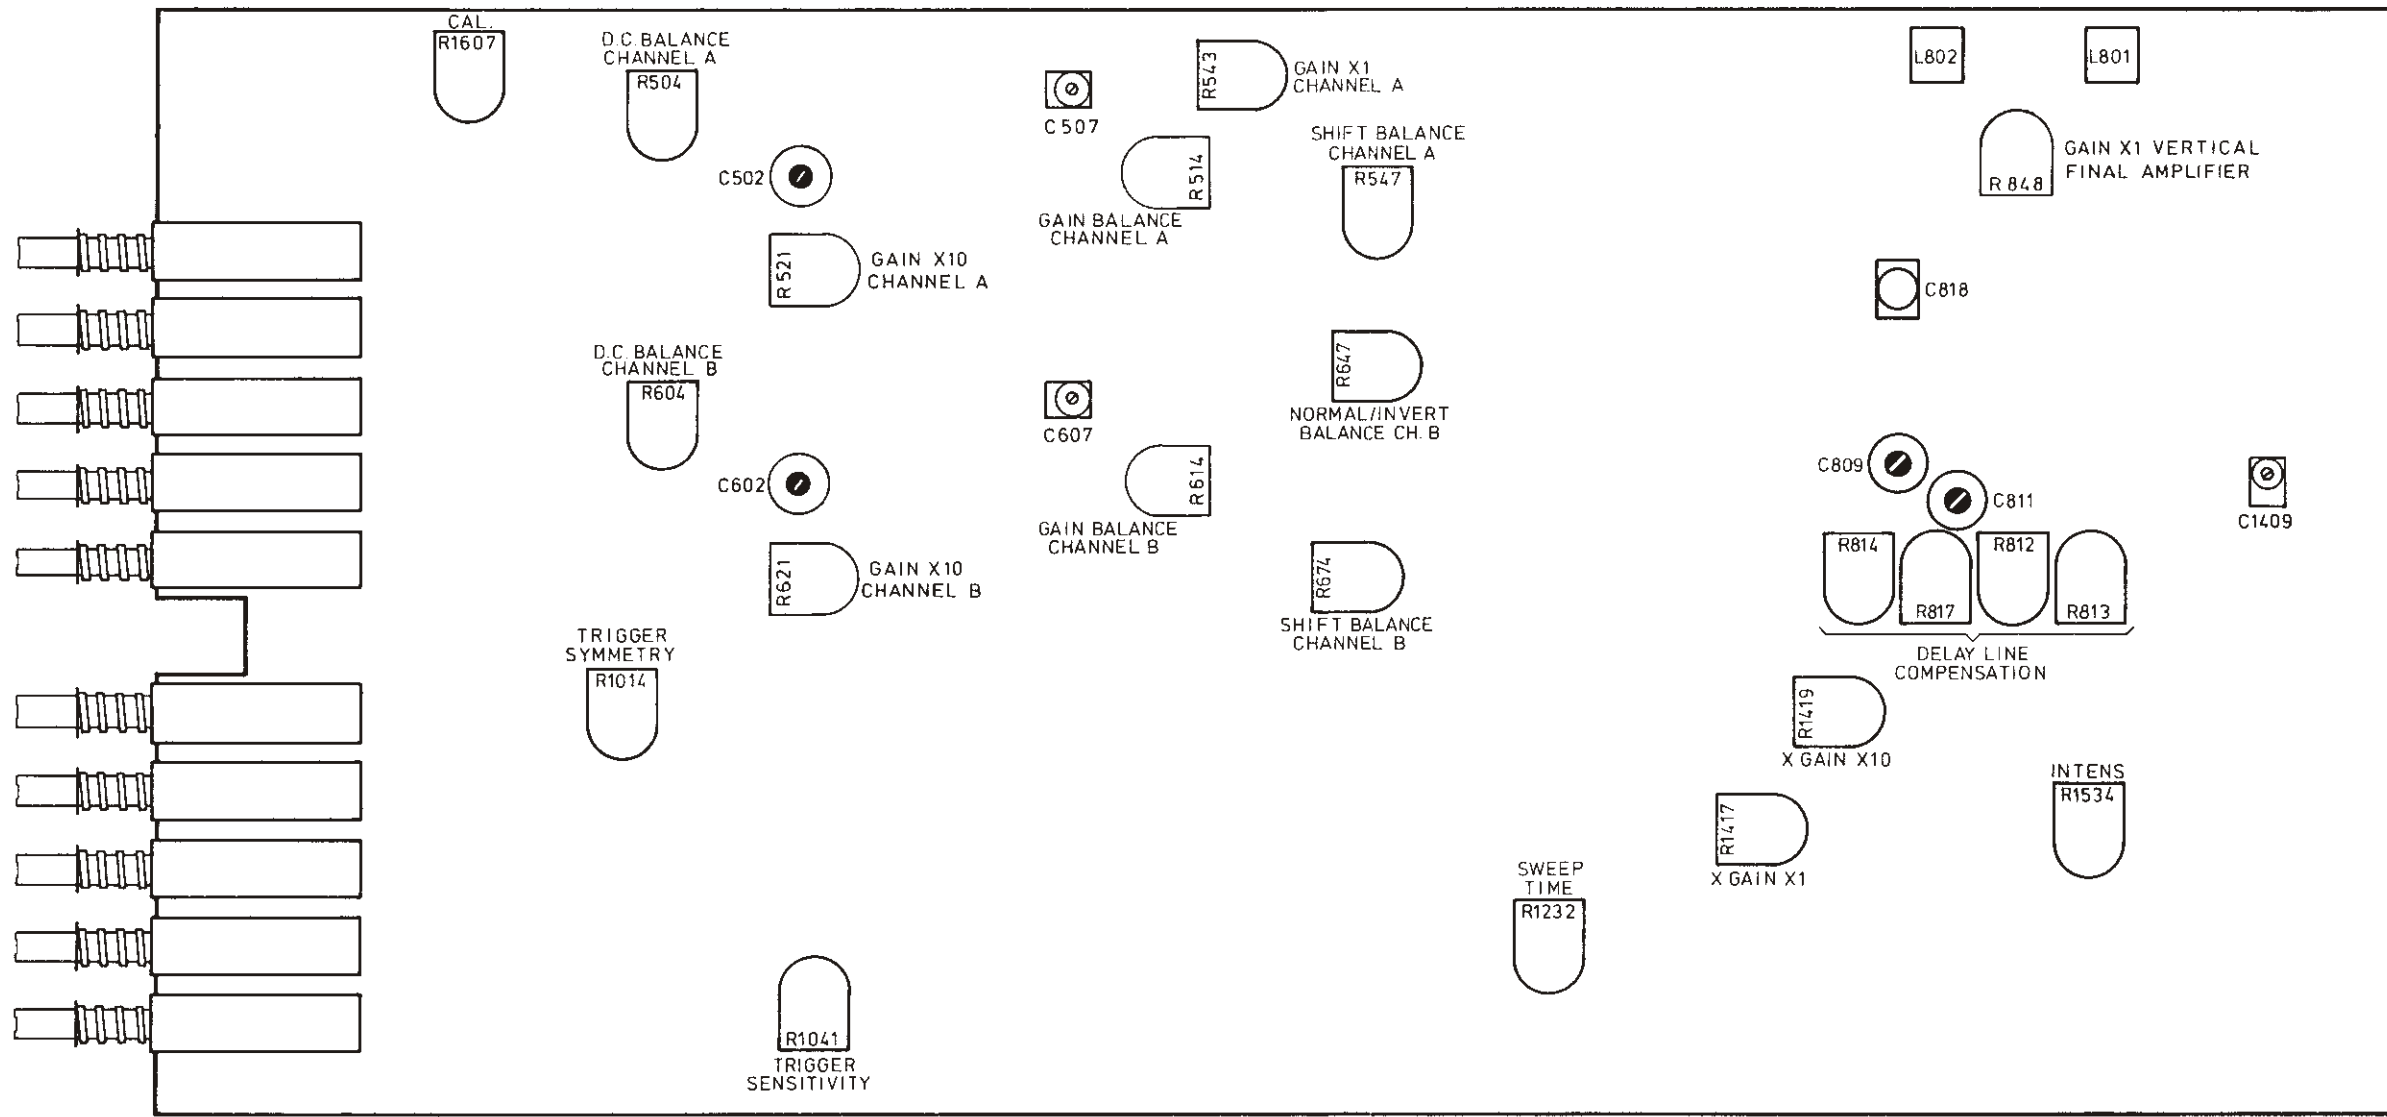 CAL.
R1607
D.C. BALANCE
CHANNEL A
R504
C502
R521
GAIN X10
CHANNEL A
C507
R543
GAIN X1
CHANNEL A
R514
GAIN BALANCE
CHANNEL A
SHIFT BALANCE
CHANNEL A
R547
L802
L801
R848
GAIN X1 VERTICAL
FINAL AMPLIFIER
C818
D.C. BALANCE
CHANNEL B
R604
C602
R621
GAIN X10
CHANNEL B
C607
R614
GAIN BALANCE
CHANNEL B
R647
NORMAL/INVERT
BALANCE CH. B
R674
SHIFT BALANCE
CHANNEL B
C809
C811
C1409
R814
R817
R812
R813
DELAY LINE
COMPENSATION
TRIGGER
SYMMETRY
R1014
R1419
X GAIN X10
R1417
X GAIN X1
INTENS
R1534
SWEEP
TIME
R1232
R1041
TRIGGER
SENSITIVITY